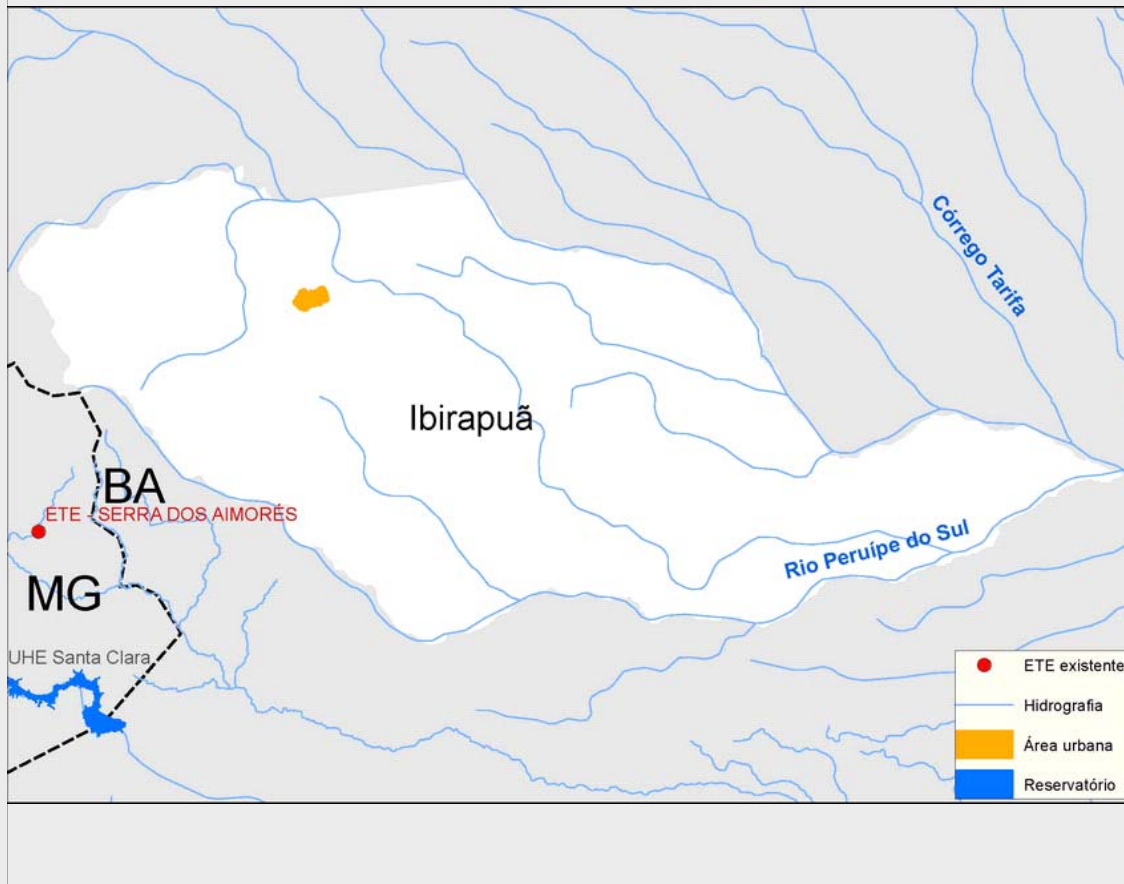 Córrego Tarifa
Ibirapuã
BA
ETE - SERRA DOS AIMORÉS
Rio Peruípe do Sul
MG
UHE Santa Clara
ETE existente
Hidrografia
Área urbana
Reservatório